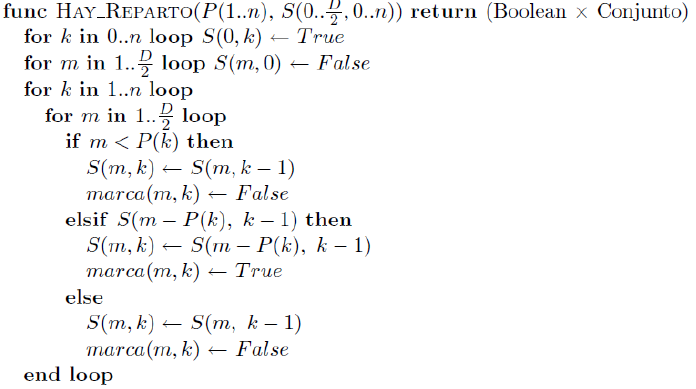 func HAY_REPARTO(P(1..n), S(0..D/2, 0..n)) return (Boolean × Conjunto)
for k in 0..n loop S(0,k) ← True
for m in 1..D/2 loop S(m,0) ← False
for k in 1..n loop
for m in 1..D/2 loop
if m < P(k) then
S(m,k) ← S(m,k − 1)
marca(m,k) ← False
elsif S(m − P(k), k − 1) then
S(m,k) ← S(m − P(k), k − 1)
marca(m,k) ← True
else
S(m,k) ← S(m, k − 1)
marca(m,k) ← False
end loop